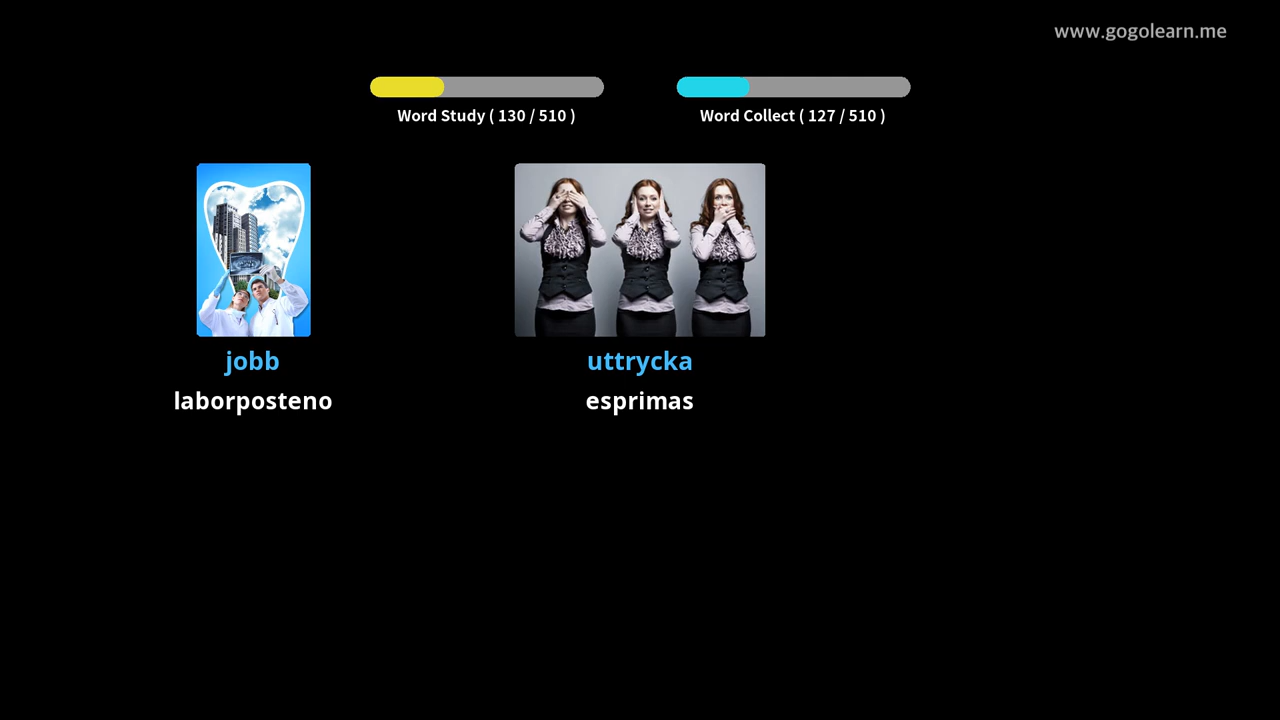 www.gogolearn.me
Word Study ( 130 / 510 )
Word Collect ( 127 / 510 )
jobb
laborposteno
uttrycka
esprimas